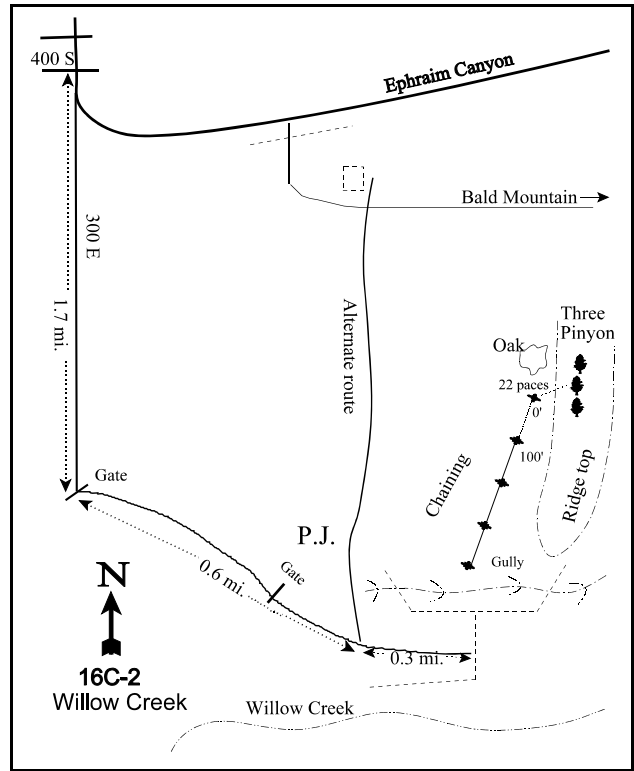 400 S
Ephraim Canyon
Bald Mountain
300 E
1.7 mi.
Alternate route
Three
Pinyon
Oak
22 paces
0'
100'
Chaining
Ridge top
Gate
P.J.
Gully
0.6 mi.
Gate
N
0.3 mi.
16C-2
Willow Creek
Willow Creek